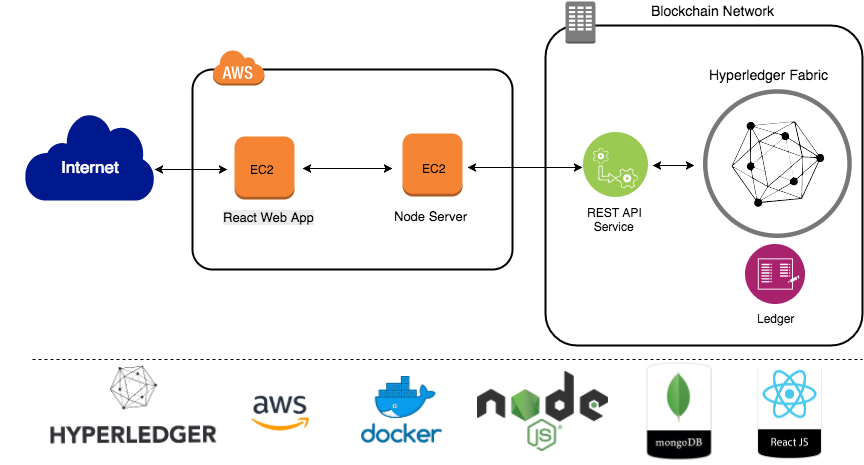 Blockchain Network
AWS
Hyperledger Fabric
Internet
EC2
EC2
React Web App
Node Server
REST API
Service
Ledger
HYPERLEDGER
aws
docker
node
JS
mongoDB
React JS